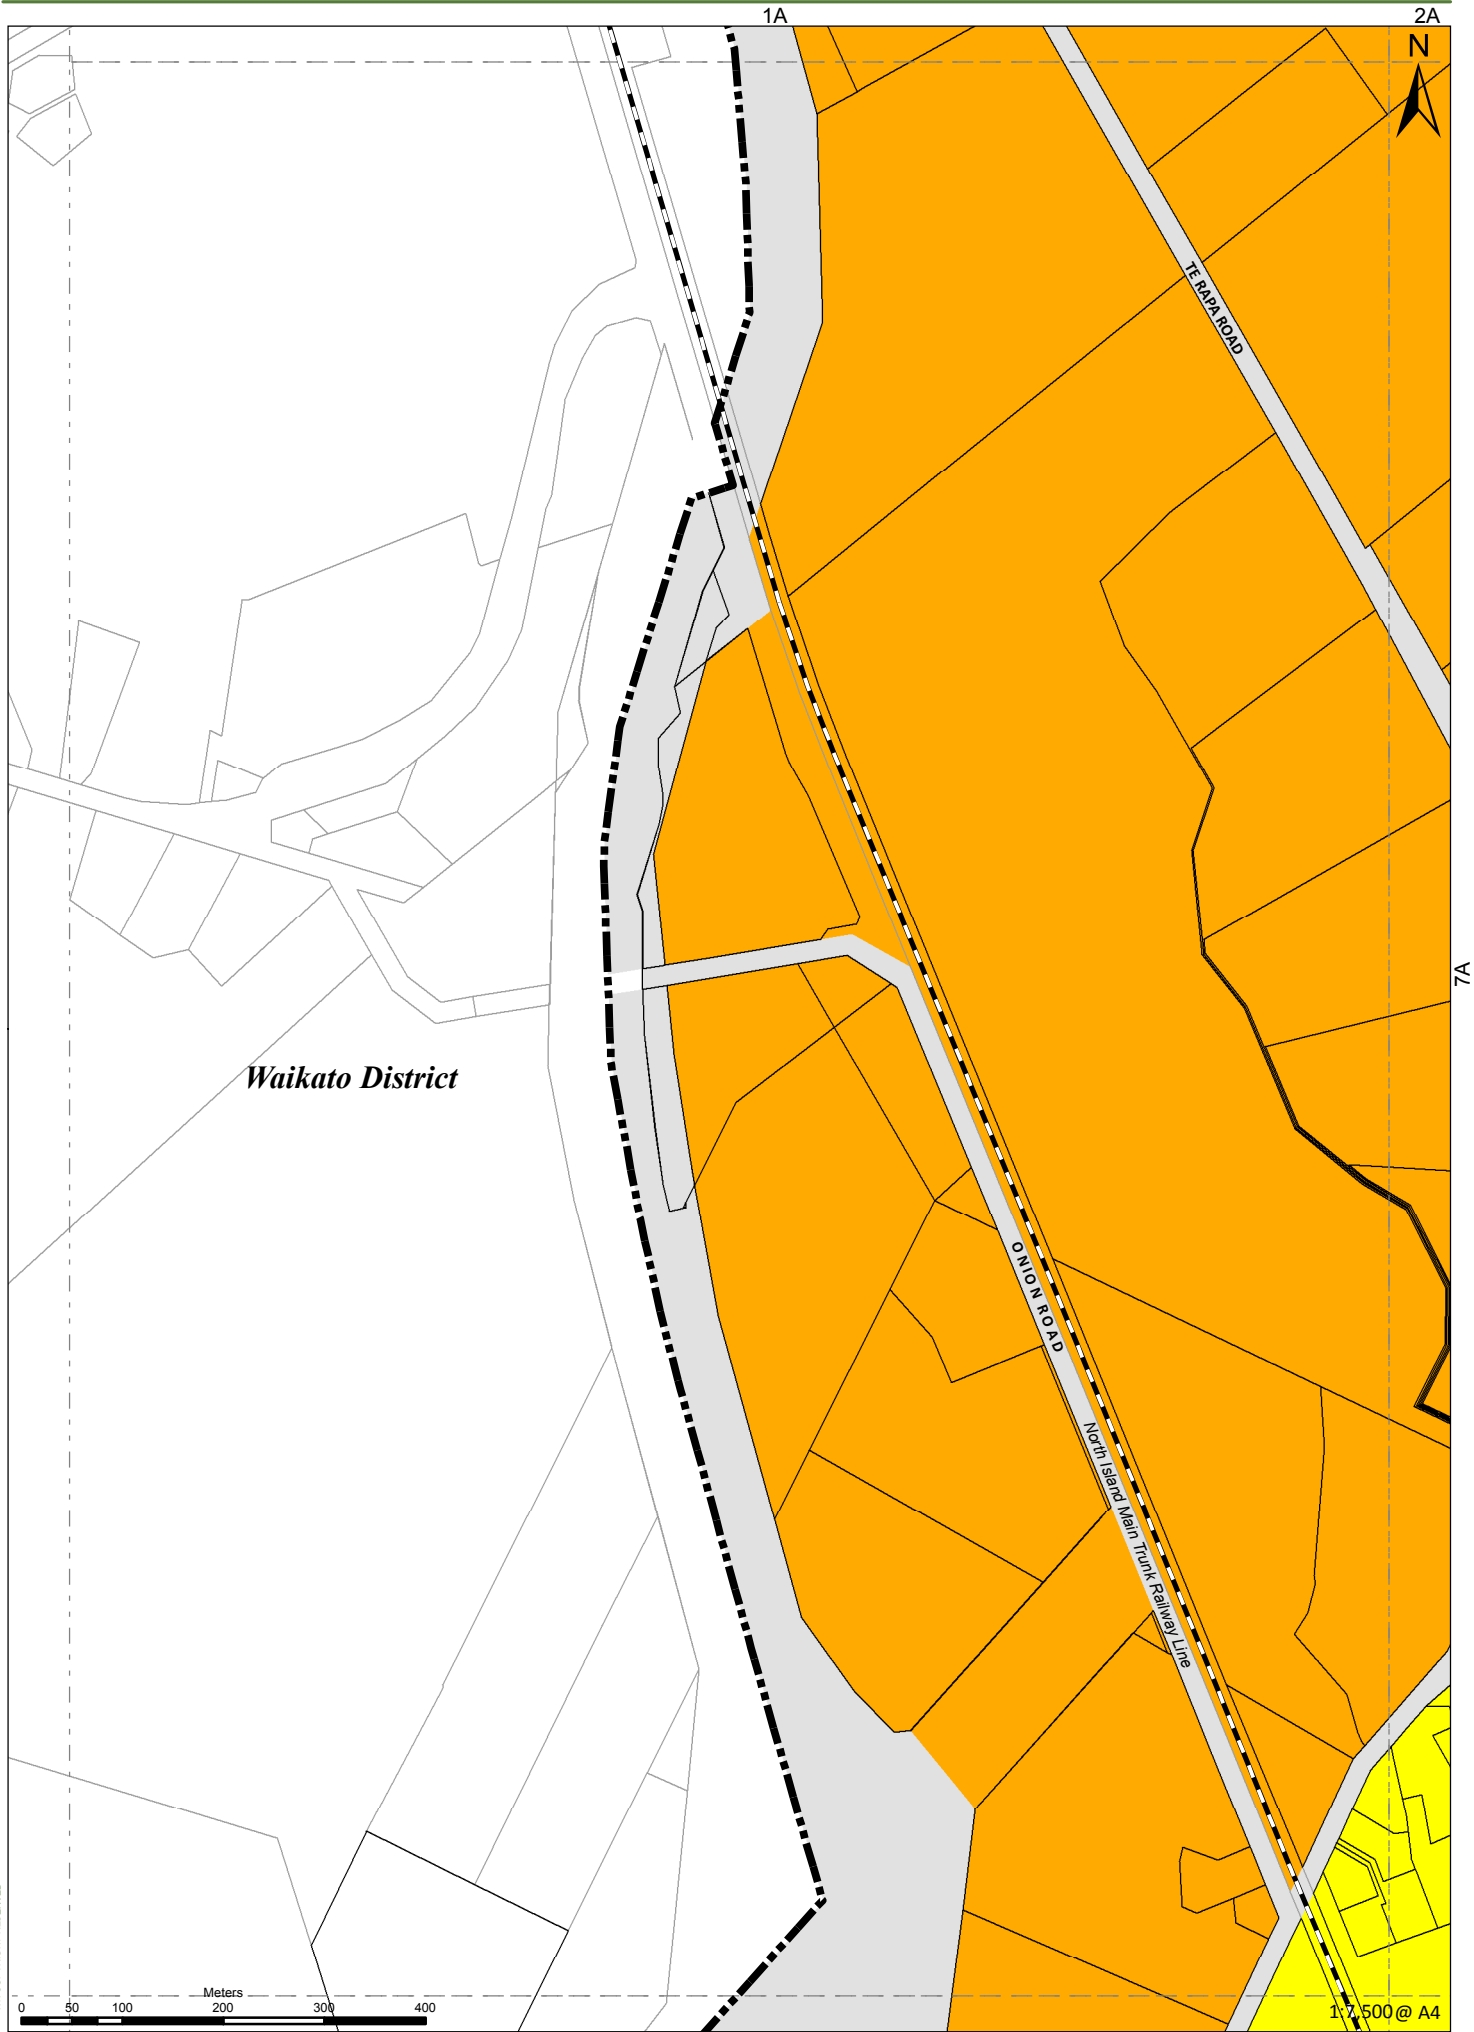 1A
2A
N
TE RAPA ROAD
7A
Waikato District
ONION ROAD
North Island Main Trunk Railway Line
Meters
0 50 100 200 300 400
1:7,500@ A4